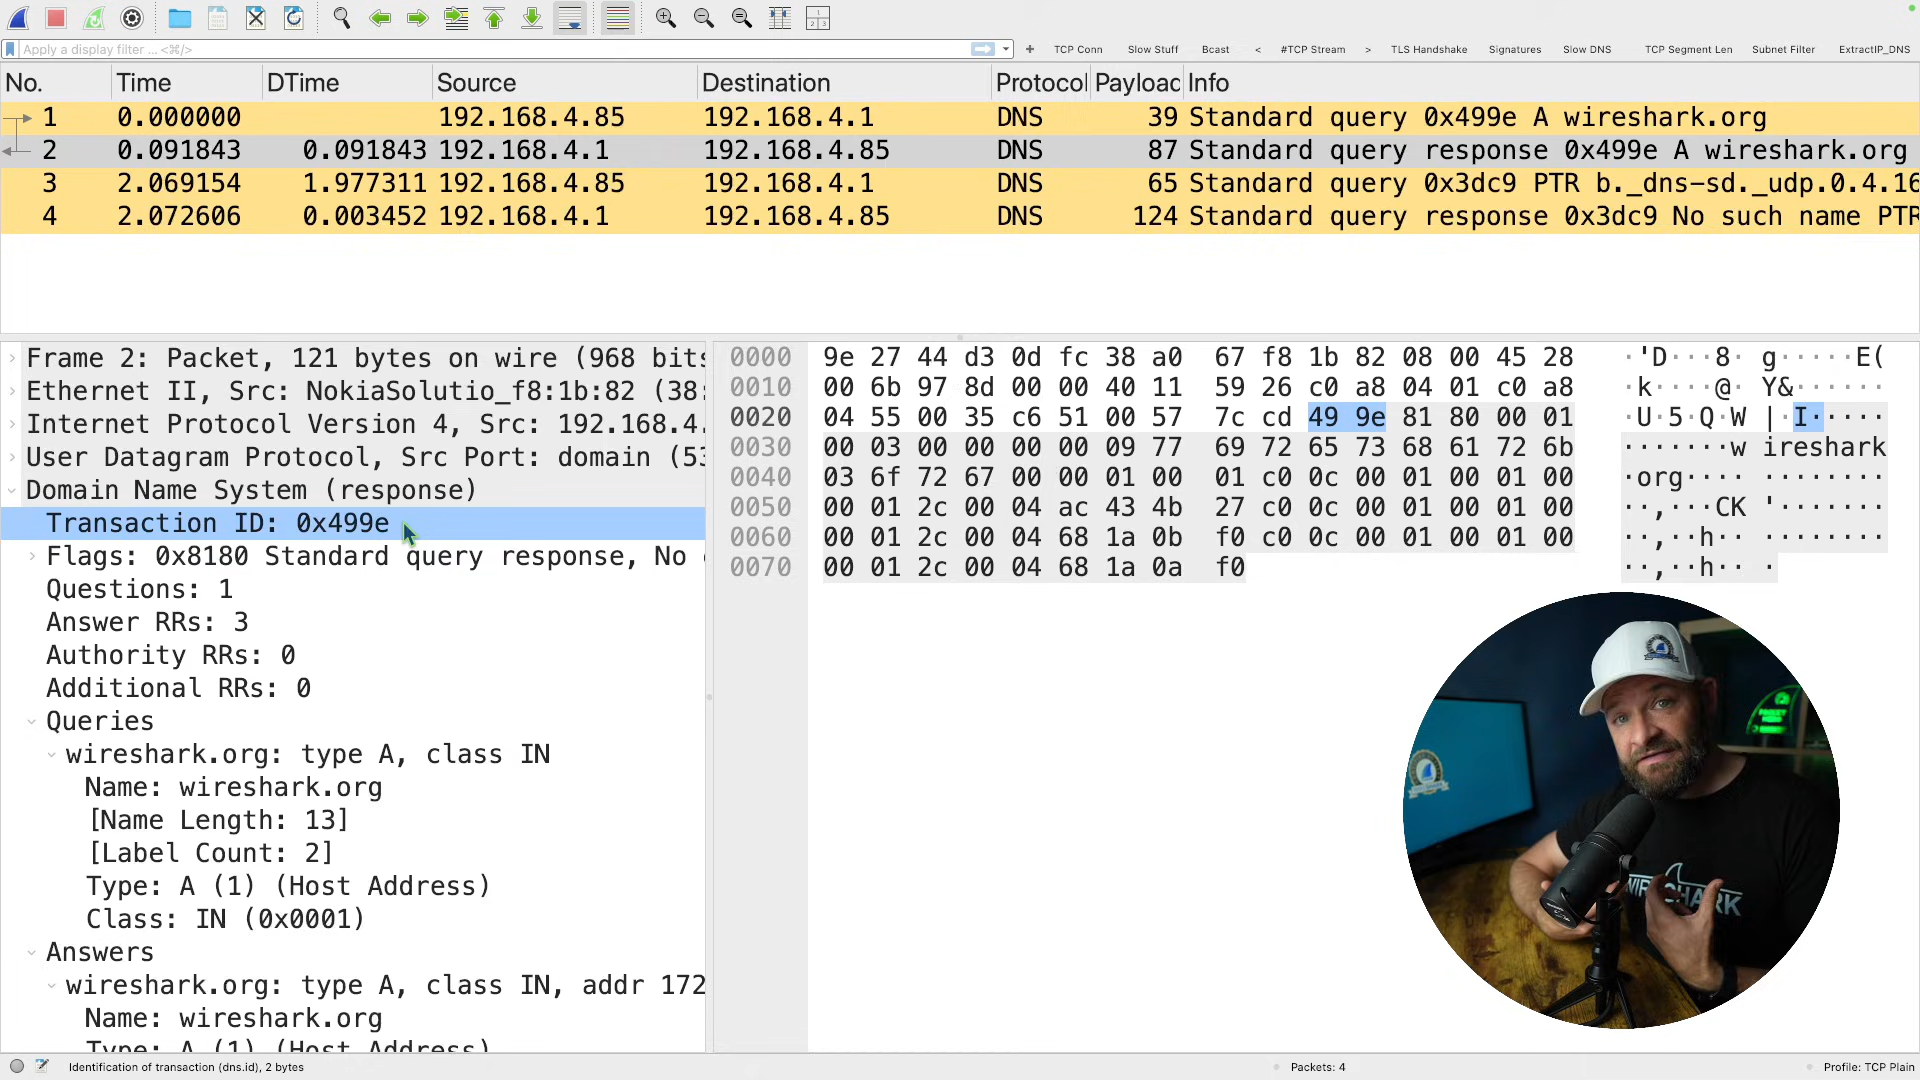 Apply a display filter ... <⌘/>
+ TCP Conn Slow Stuff Bcast < #TCP Stream > TLS Handshake Signatures Slow DNS TCP Segment Len Subnet Filter ExtractIP_DNS
No. Time DTime Source Destination Protocol Payload Info
1 0.000000 192.168.4.85 192.168.4.1 DNS 39 Standard query 0x499e A wireshark.org
2 0.091843 0.091843 192.168.4.1 192.168.4.85 DNS 87 Standard query response 0x499e A wireshark.org
3 2.069154 1.977311 192.168.4.85 192.168.4.1 DNS 65 Standard query 0x3dc9 PTR b._dns-sd._udp.0.4.16
4 2.072606 0.003452 192.168.4.1 192.168.4.85 DNS 124 Standard query response 0x3dc9 No such name PTR
Frame 2: Packet, 121 bytes on wire (968 bits
Ethernet II, Src: NokiaSolutio_f8:1b:82 (38:
Internet Protocol Version 4, Src: 192.168.4.
User Datagram Protocol, Src Port: domain (53
Domain Name System (response)
Transaction ID: 0x499e
Flags: 0x8180 Standard query response, No
Questions: 1
Answer RRs: 3
Authority RRs: 0
Additional RRs: 0
Queries
wireshark.org: type A, class IN
Name: wireshark.org
[Name Length: 13]
[Label Count: 2]
Type: A (1) (Host Address)
Class: IN (0x0001)
Answers
wireshark.org: type A, class IN, addr 172
Name: wireshark.org
Type: A (1) (Host Address)
0000 9e 27 44 d3 0d fc 38 a0 67 f8 1b 82 08 00 45 28 ·'D···8· g·····E(
0010 00 6b 97 8d 00 00 40 11 59 26 c0 a8 04 01 c0 a8 ·k····@· Y&······
0020 04 55 00 35 c6 51 00 57 7c cd 49 9e 81 80 00 01 ·U·5·Q·W |·I·····
0030 00 03 00 00 00 00 09 77 69 72 65 73 68 61 72 6b ·······w ireshark
0040 03 6f 72 67 00 00 01 00 01 c0 0c 00 01 00 01 00 ·org···· ········
0050 00 01 2c 00 04 ac 43 4b 27 c0 0c 00 01 00 01 00 ··,···CK '·······
0060 00 01 2c 00 04 68 1a 0b f0 c0 0c 00 01 00 01 00 ··,··h·· ········
0070 00 01 2c 00 04 68 1a 0a f0 ··,··h·· ·
WIRESHARK
Identification of transaction (dns.id), 2 bytes Packets: 4 Profile: TCP Plain